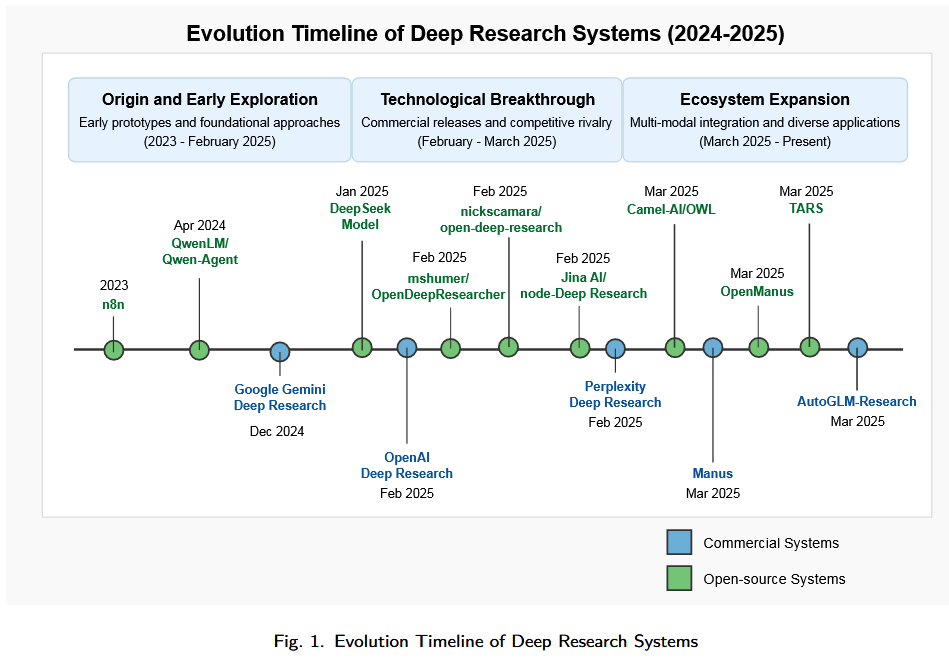 Evolution Timeline of Deep Research Systems (2024-2025)
Origin and Early Exploration
Early prototypes and foundational approaches
(2023 - February 2025)
Technological Breakthrough
Commercial releases and competitive rivalry
(February - March 2025)
Ecosystem Expansion
Multi-modal integration and diverse applications
(March 2025 - Present)
2023
n8n
Apr 2024
QwenLM/
Qwen-Agent
Google Gemini
Deep Research
Dec 2024
Jan 2025
DeepSeek
Model
OpenAI
Deep Research
Feb 2025
Feb 2025
mshumer/
OpenDeepResearcher
Feb 2025
nickscamara/
open-deep-research
Feb 2025
Jina AI/
node-Deep Research
Perplexity
Deep Research
Feb 2025
Mar 2025
Camel-AI/OWL
Manus
Mar 2025
Mar 2025
OpenManus
Mar 2025
TARS
AutoGLM-Research
Mar 2025
Commercial Systems
Open-source Systems
Fig. 1. Evolution Timeline of Deep Research Systems